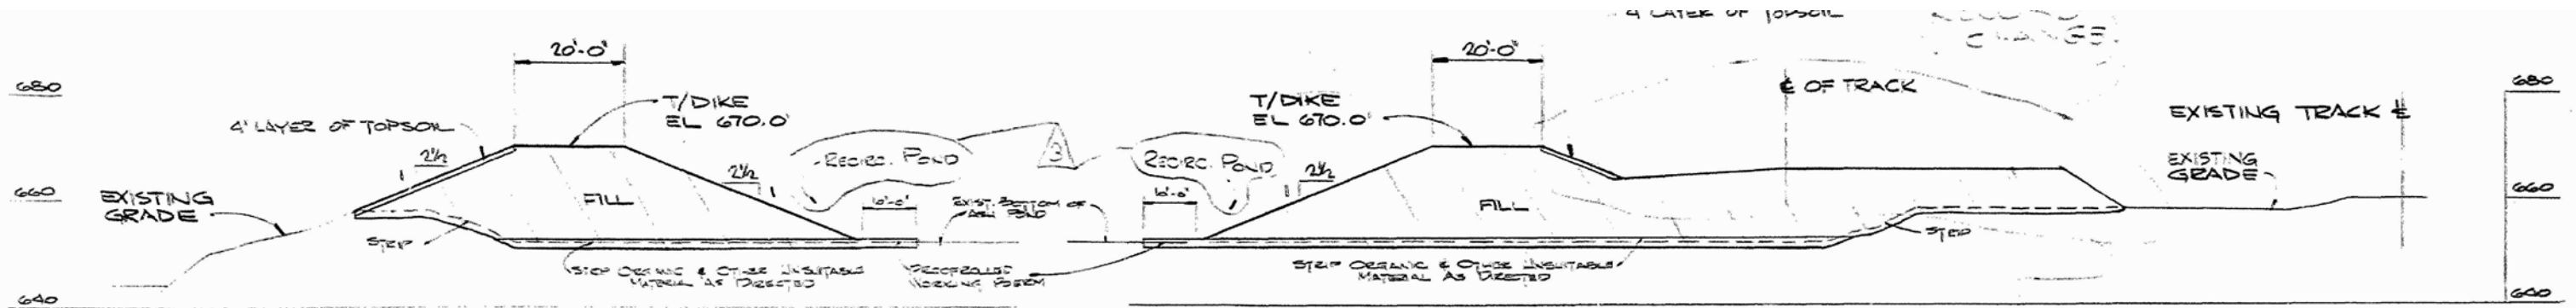 4" LAYER OF TOPSOIL
CHANGE
20'-0"
20'-0"
680
T/DIKE
EL 670.0'
T/DIKE
EL 670.0'
℄ OF TRACK
680
EXISTING TRACK ℄
4" LAYER OF TOPSOIL
2½
1
RECIRC. POND
3
RECIRC. POND
2½
1
2½
1
EXISTING
GRADE
660
EXISTING
GRADE
FILL
10'-0"
EXIST. BOTTOM OF
ASH POND
10'-0"
FILL
660
STRIP
STRIP
STRIP ORGANIC & OTHER UNSUITABLE
MATERIAL AS DIRECTED
PROOFROLLED
WORKING
STRIP ORGANIC & OTHER UNSUITABLE
MATERIAL AS DIRECTED
640
640